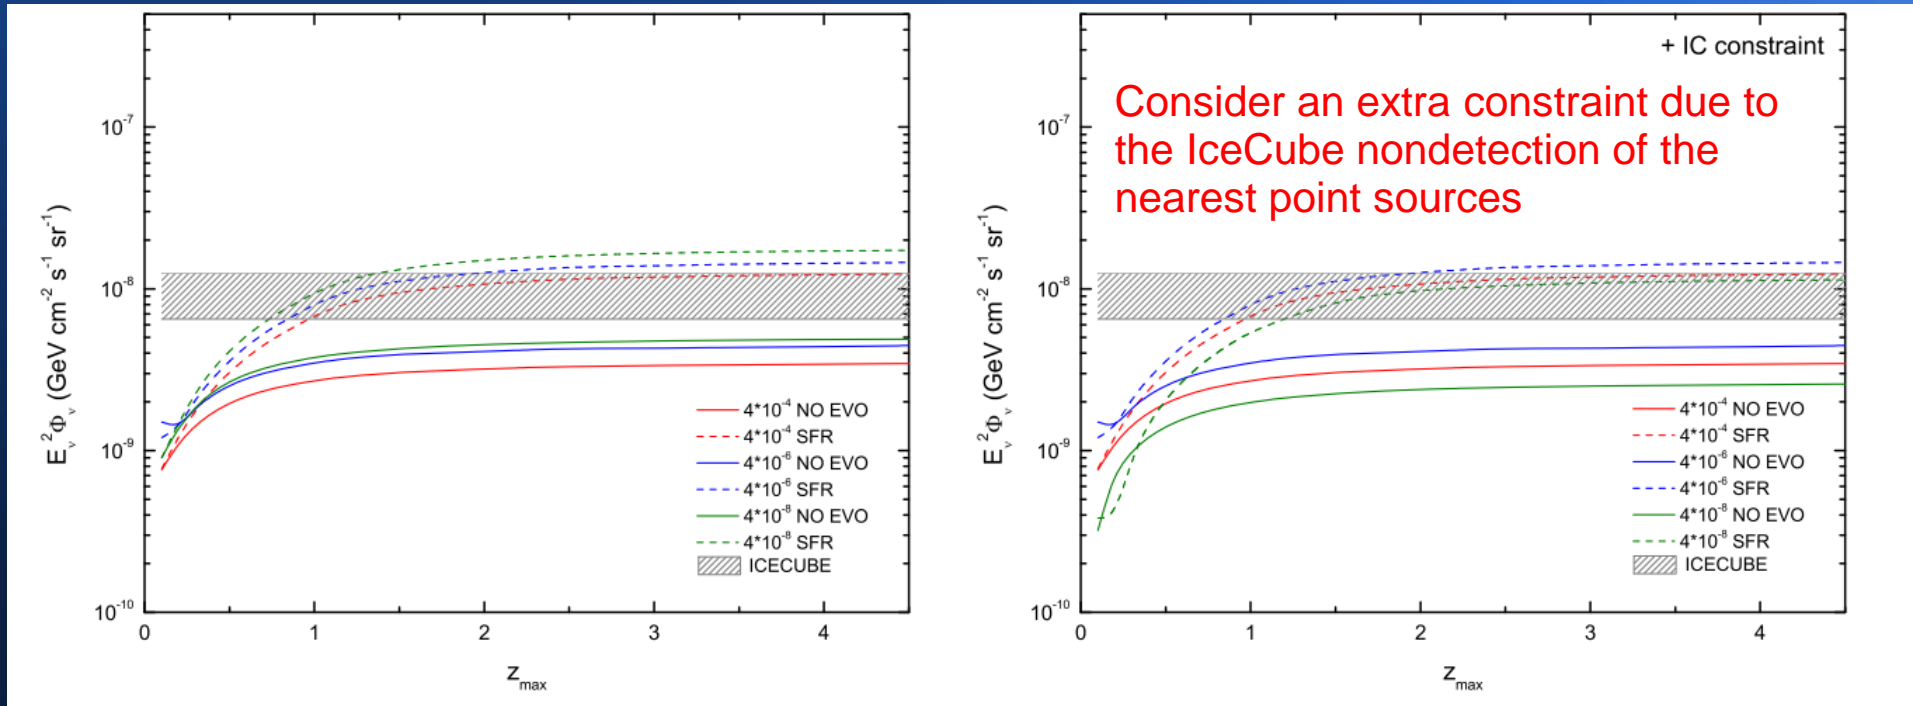 10⁻⁷
10⁻⁸
10⁻⁹
10⁻¹⁰
E_ν²Φ_ν (GeV cm⁻² s⁻¹ sr⁻¹)
4*10⁻⁴ NO EVO
4*10⁻⁴ SFR
4*10⁻⁶ NO EVO
4*10⁻⁶ SFR
4*10⁻⁸ NO EVO
4*10⁻⁸ SFR
ICECUBE
0 1 2 3 4
z_max
+ IC constraint
Consider an extra constraint due to
the IceCube nondetection of the
nearest point sources
10⁻⁷
10⁻⁸
10⁻⁹
10⁻¹⁰
E_ν²Φ_ν (GeV cm⁻² s⁻¹ sr⁻¹)
4*10⁻⁴ NO EVO
4*10⁻⁴ SFR
4*10⁻⁶ NO EVO
4*10⁻⁶ SFR
4*10⁻⁸ NO EVO
4*10⁻⁸ SFR
ICECUBE
0 1 2 3 4
z_max